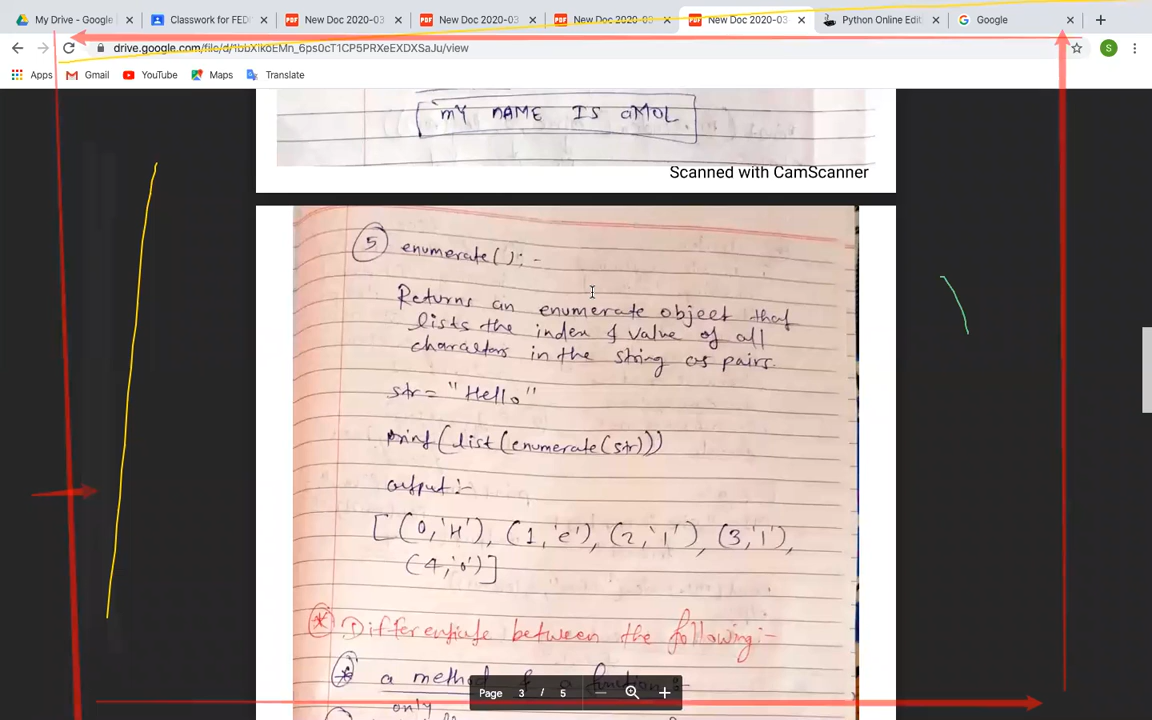 My Drive - Google
Classwork for FED
New Doc 2020-03
New Doc 2020-03
New Doc 2020-03
New Doc 2020-03
Python Online Edit
Google
drive.google.com/file/d/1bbXlk
T1CP5PRXeEXDXSaJu/view
S
Apps
Gmail
YouTube
Maps
Translate
mY nAME IS aMOL
Scanned with CamScanner
5 enumerate( ): -
Returns an enumerate object that
lists the index & value of all
in the string as pairs.
str = "Hello"
print(list(enumerate(str)))
output :-
[(0,'H'), (1,'e'), (2,'l'), (3,'l'),
(4,'o')]
* Differentiate between the following:-
* a method & a function:-
only
Page 3 / 5